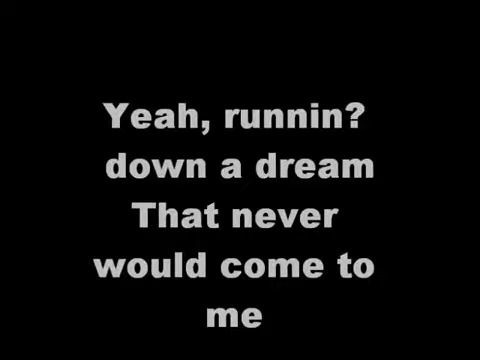 Yeah, runnin?
down a dream
That never
would come to
me